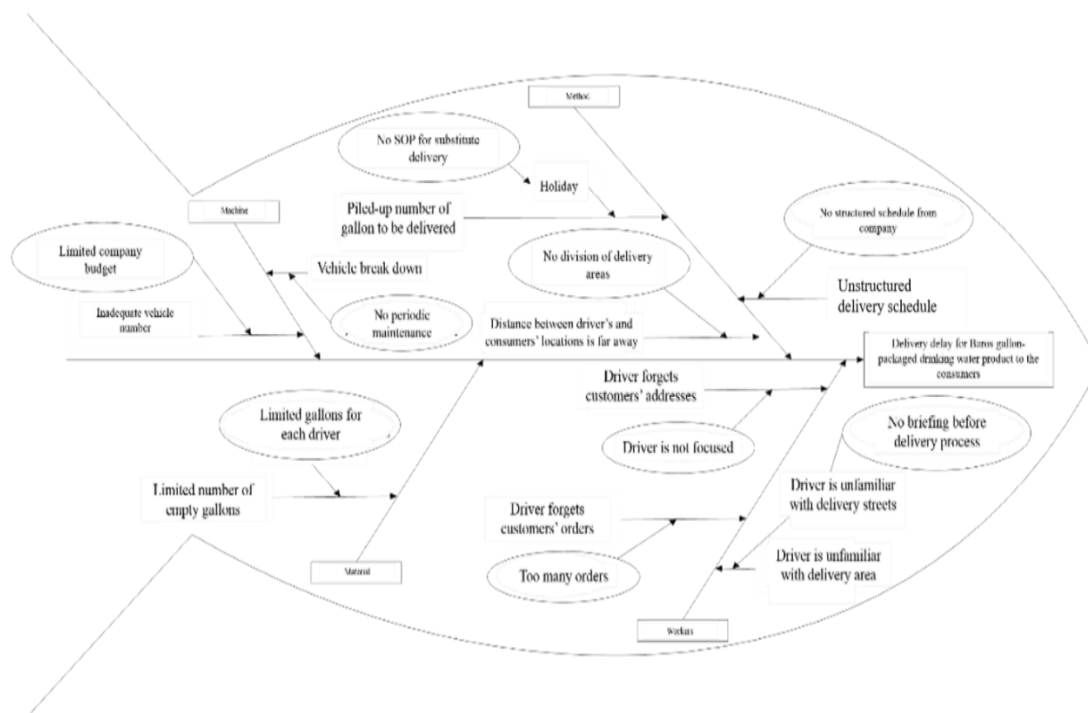 Method
No SOP for substitute
delivery
Holiday
Machine
Piled-up number of
gallon to be delivered
No structured schedule from
company
Limited company
budget
Vehicle break down
No division of delivery
areas
Unstructured
delivery schedule
Inadequate vehicle
number
No periodic
maintenance
Distance between driver's and
consumers' locations is far away
Delivery delay for Baros gallon-
packaged drinking water product to the
consumers
Driver forgets
customers' addresses
Limited gallons for
each driver
No briefing before
delivery process
Driver is not focused
Limited number of
empty gallons
Driver is unfamiliar
with delivery streets
Driver forgets
customers' orders
Driver is unfamiliar
with delivery area
Material
Too many orders
Workers